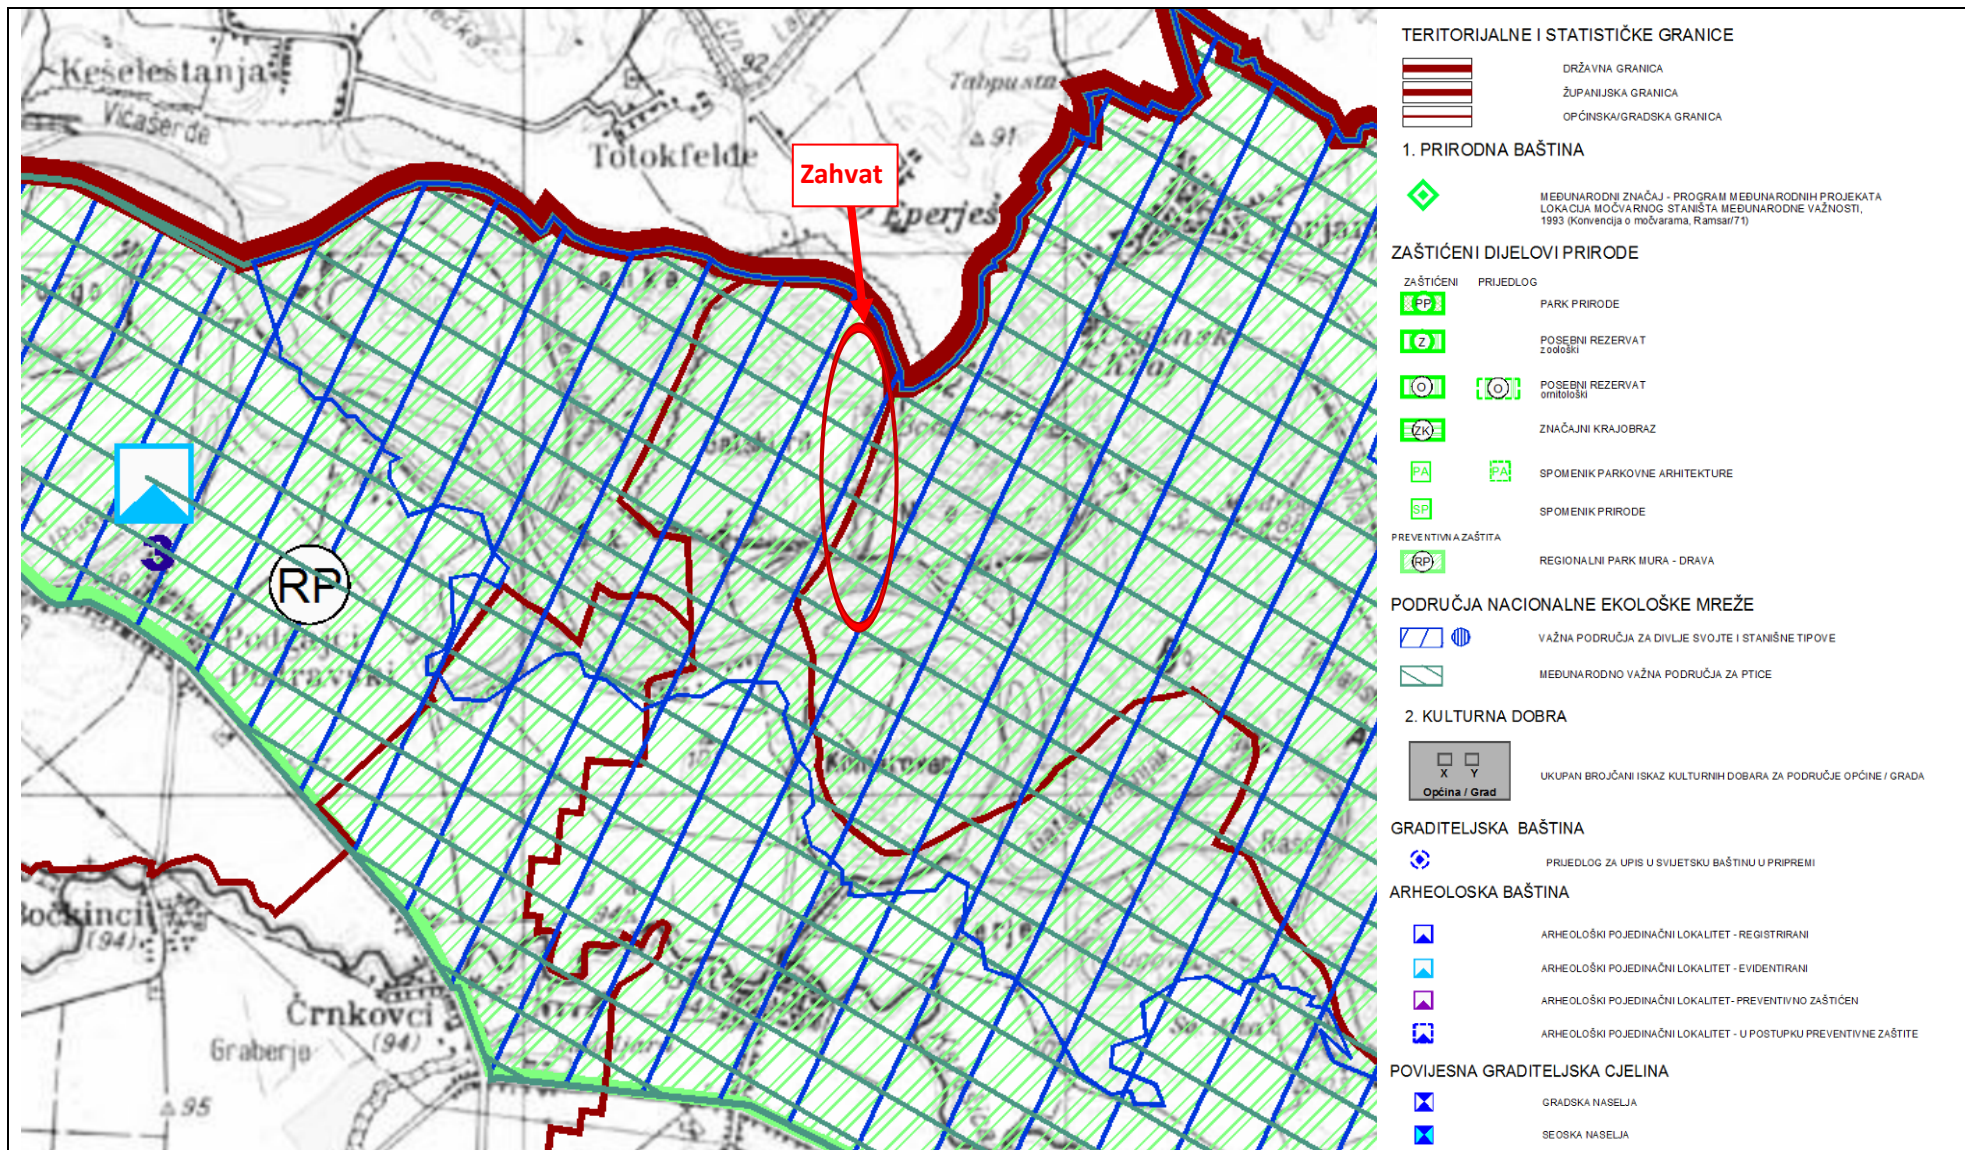 Kešeleštanja
Vičašerde
92
Tabpusta
91
Totokfelde
Zahvat
Eperješ
3
RP
Podravski
(94)
Črnkovci
(94)
Graberje
95
TERITORIJALNE I STATISTIČKE GRANICE
DRŽAVNA GRANICA
ŽUPANIJSKA GRANICA
OPĆINSKA/GRADSKA GRANICA
1. PRIRODNA BAŠTINA
MEĐUNARODNI ZNAČAJ - PROGRAM MEĐUNARODNIH PROJEKATA
LOKACIJA MOČVARNOG STANIŠTA MEĐUNARODNE VAŽNOSTI,
1993 (Konvencija o močvarama, Ramsar/71)
ZAŠTIĆENI DIJELOVI PRIRODE
ZAŠTIĆENI PRIJEDLOG
PP PARK PRIRODE
Z POSEBNI REZERVAT
zoološki
O O POSEBNI REZERVAT
ornitološki
ZK ZNAČAJNI KRAJOBRAZ
PA PA SPOMENIK PARKOVNE ARHITEKTURE
SP SPOMENIK PRIRODE
PREVENTIVNA ZAŠTITA
RP REGIONALNI PARK MURA - DRAVA
PODRUČJA NACIONALNE EKOLOŠKE MREŽE
VAŽNA PODRUČJA ZA DIVLJE SVOJTE I STANIŠNE TIPOVE
MEĐUNARODNO VAŽNA PODRUČJA ZA PTICE
2. KULTURNA DOBRA
X Y
Općina / Grad
UKUPAN BROJČANI ISKAZ KULTURNIH DOBARA ZA PODRUČJE OPĆINE / GRADA
GRADITELJSKA BAŠTINA
PRIJEDLOG ZA UPIS U SVIJETSKU BAŠTINU U PRIPREMI
ARHEOLOSKA BAŠTINA
ARHEOLOŠKI POJEDINAČNI LOKALITET - REGISTRIRANI
ARHEOLOŠKI POJEDINAČNI LOKALITET - EVIDENTIRANI
ARHEOLOŠKI POJEDINAČNI LOKALITET- PREVENTIVNO ZAŠTIĆEN
ARHEOLOŠKI POJEDINAČNI LOKALITET - U POSTUPKU PREVENTIVNE ZAŠTITE
POVIJESNA GRADITELJSKA CJELINA
GRADSKA NASELJA
SEOSKA NASELJA